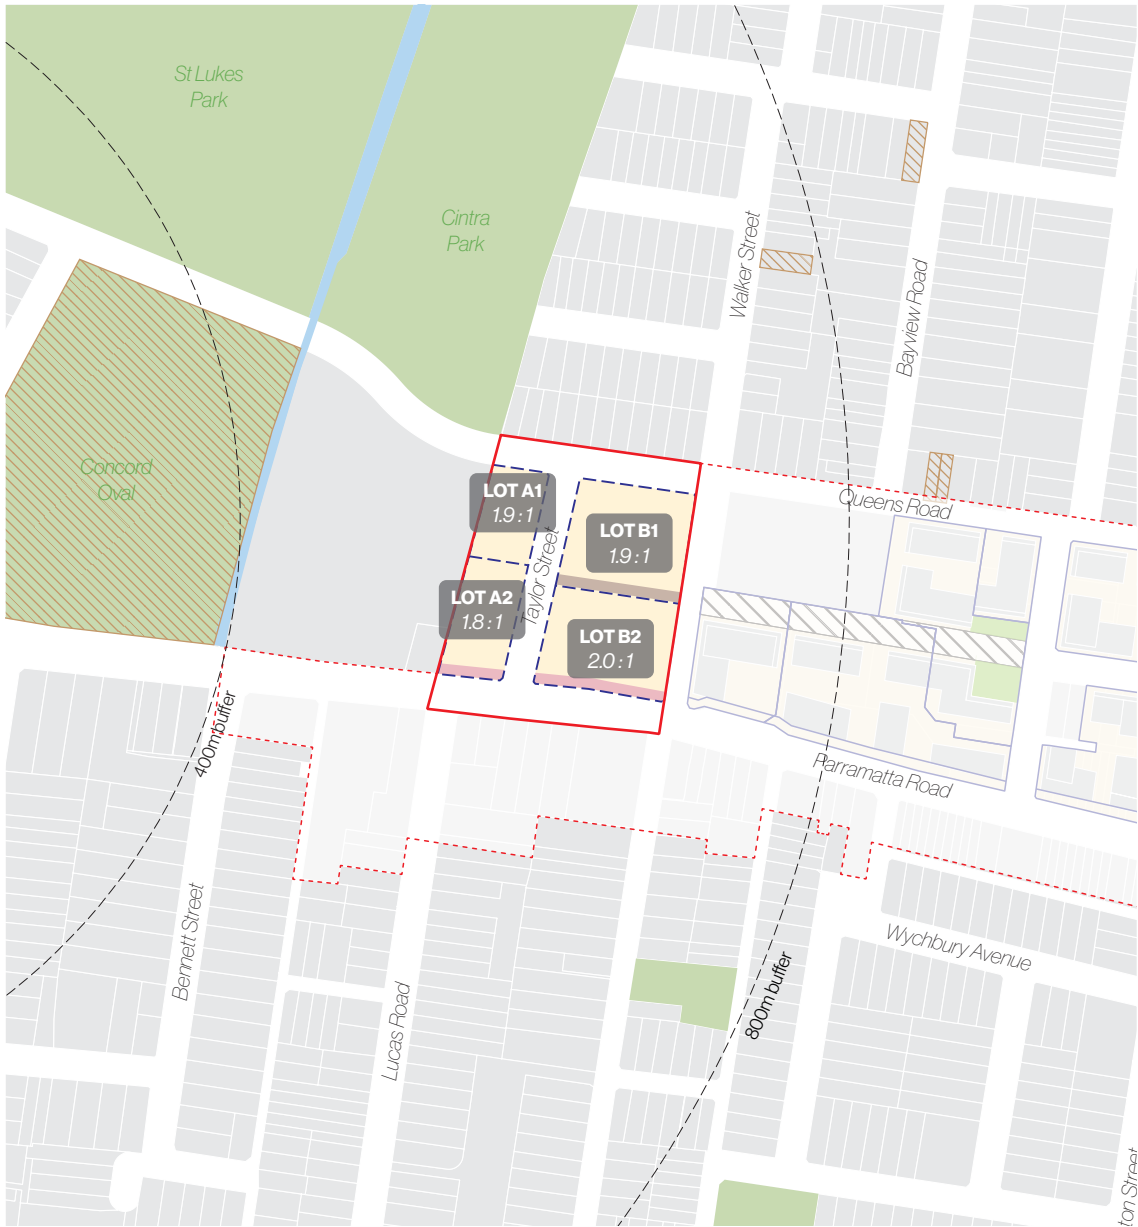 St Lukes
Park
Cintra
Park
Walker Street
Bayview Road
Concord
Oval
LOT A1
1.9 : 1
LOT B1
1.9 : 1
Queens Road
Taylor Street
LOT A2
1.8 : 1
LOT B2
2.0 : 1
400m buffer
Parramatta Road
Bennett Street
Wychbury Avenue
800m buffer
Lucas Road
ton Street